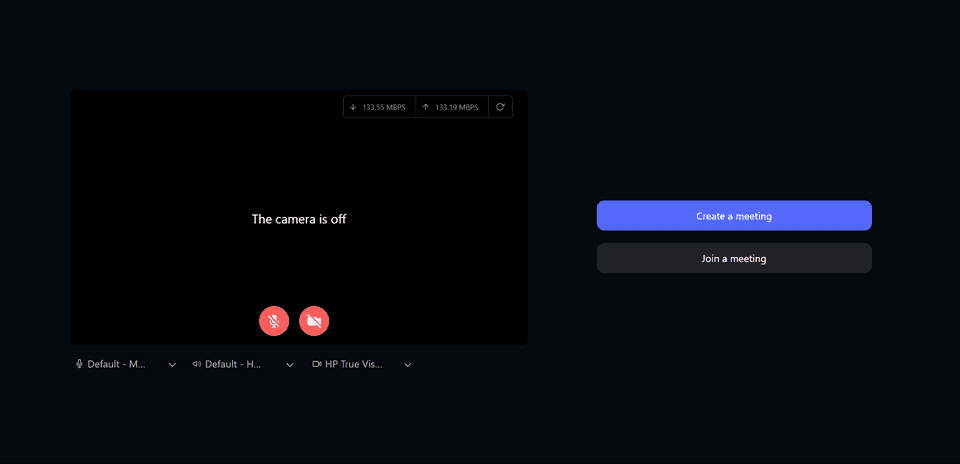 133.55 MBPS
133.19 MBPS
The camera is off
Create a meeting
Join a meeting
Default - M...
Default - H...
HP True Vis...